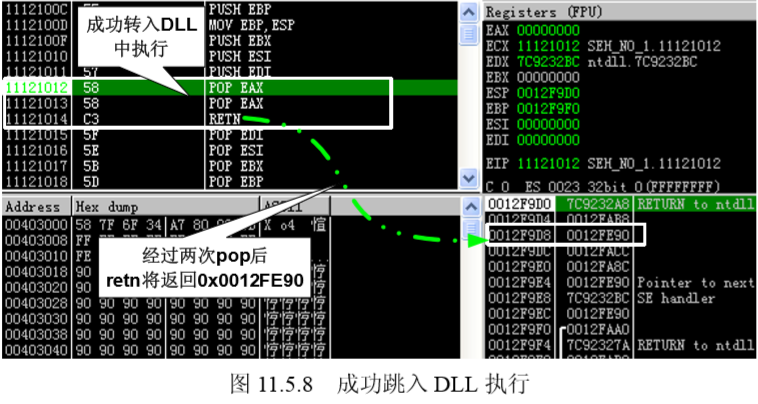 1112100C 55 PUSH EBP
1112100D MOV EBP,ESP
1112100F PUSH EBX
11121010 PUSH ESI
11121011 57 PUSH EDI
11121012 58 POP EAX
11121013 58 POP EAX
11121014 C3 RETN
11121015 5F POP EDI
11121016 5E POP ESI
11121017 5B POP EBX
11121018 5D POP EBP
成功转入DLL
中执行
Registers (FPU)
EAX 00000000
ECX 11121012 SEH_NO_1.11121012
EDX 7C9232BC ntdll.7C9232BC
EBX 00000000
ESP 0012F9D0
EBP 0012F9F0
ESI 00000000
EDI 00000000
EIP 11121012 SEH_NO_1.11121012
C 0 ES 0023 32bit 0(FFFFFFFF)
Address Hex dump ASCII
00403000 58 7F 6F 34 A7 80 X o4
00403008 FF
00403010 FE
00403018 90
00403020 90
00403028 90 90 90 90 90 90 90 90
00403030 90 90 90 90 90 90 90 90
00403038 90 90 90 90 90 90 90 90
00403040 90 90 90 90 90 90 90 90
经过两次pop后
retn将返回0x0012FE90
0012F9D0 7C9232A8 RETURN to ntdll
0012F9D4 0012FAB8
0012F9D8 0012FE90
0012F9DC 0012FACC
0012F9E0 0012FA8C
0012F9E4 0012FE90 Pointer to next
0012F9E8 7C9232BC SE handler
0012F9EC 0012FE90
0012F9F0 0012FAA0
0012F9F4 7C92327A RETURN to ntdll
图 11.5.8 成功跳入 DLL 执行